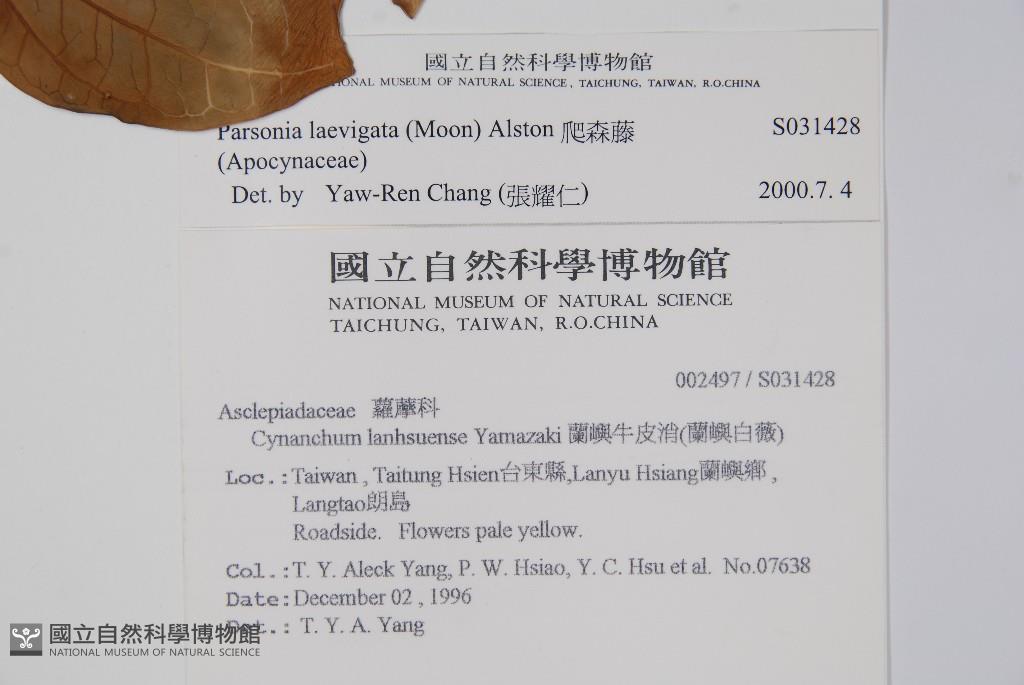 國立自然科學博物館
NATIONAL MUSEUM OF NATURAL SCIENCE, TAICHUNG, TAIWAN, R.O.CHINA
Parsonia laevigata (Moon) Alston 爬森藤 S031428
(Apocynaceae)
Det. by Yaw-Ren Chang (張耀仁) 2000.7. 4
國立自然科學博物館
NATIONAL MUSEUM OF NATURAL SCIENCE
TAICHUNG, TAIWAN, R.O.CHINA
002497 / S031428
Asclepiadaceae 蘿藦科
Cynanchum lanhsuense Yamazaki 蘭嶼牛皮消(蘭嶼白薇)
Loc.:Taiwan , Taitung Hsien台東縣,Lanyu Hsiang蘭嶼鄉 ,
Langtao朗島
Roadside. Flowers pale yellow.
Col.:T. Y. Aleck Yang, P. W. Hsiao, Y. C. Hsu et al. No.07638
Date:December 02 , 1996
Det.: T. Y. A. Yang
國立自然科學博物館
NATIONAL MUSEUM OF NATURAL SCIENCE